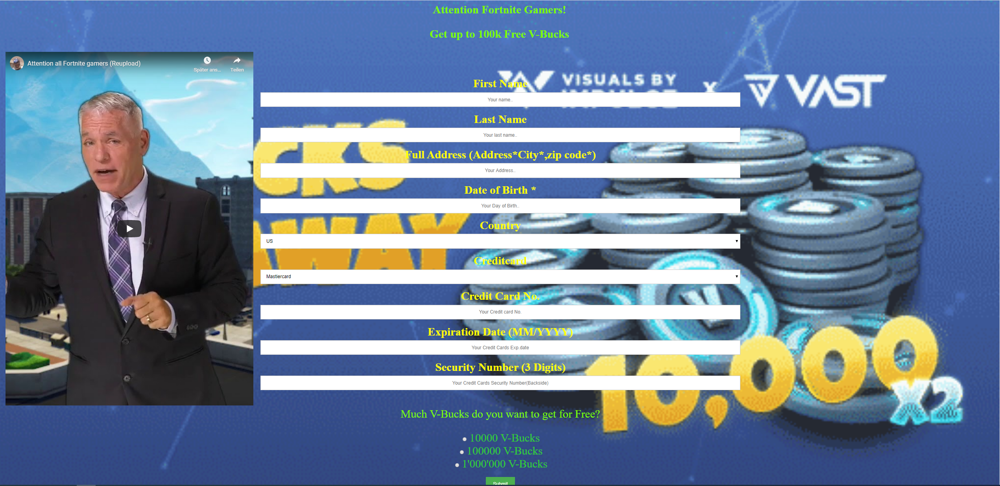 Attention Fortnite Gamers!
Get up to 100k Free V-Bucks
Attention all Fortnite gamers (Reupload)
Später ans...
Teilen
VISUALS BY
X
VAST
First Name
Your name..
Last Name
Your last name..
Full Address (Address*City*,zip code*)
Your Address..
Date of Birth *
Your Day of Birth..
Country
US
Creditcard
Mastiercard
Credit Card No.
Your Credit card No.
Expiration Date (MM/YYYY)
Your Credit Cards Exp.date
Security Number (3 Digits)
Your Credit Cards Security Number(Backside)
10,000
X2
Much V-Bucks do you want to get for Free?
10000 V-Bucks
100000 V-Bucks
1'000'000 V-Bucks
Submit